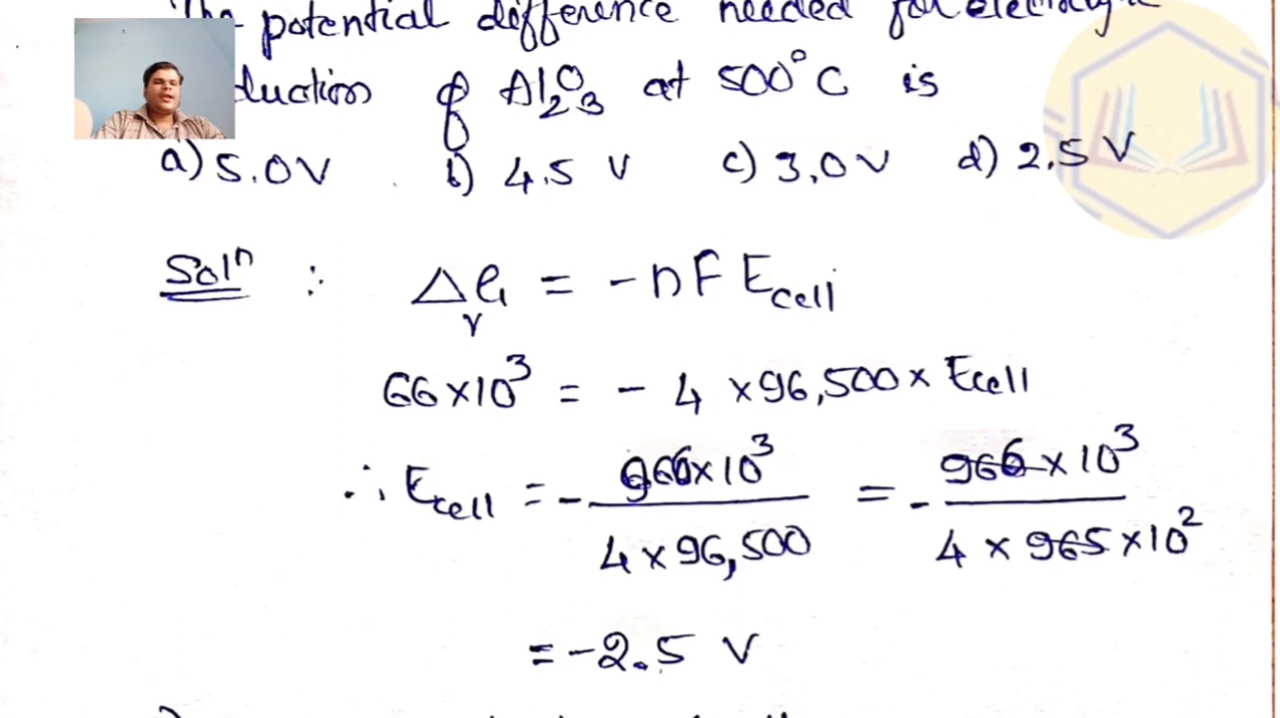 The potential difference needed for electrolytic
duction of Al₂O₃ at 500°C is
a) 5.0V b) 4.5 V c) 3.0V d) 2.5 V
Solⁿ : ΔrG = -nF Ecell
66×10³ = - 4 ×96,500× Ecell
∴ Ecell = - 966×10³ / 4×96,500 = - 966×10³ / 4×965×10²
= -2.5 V